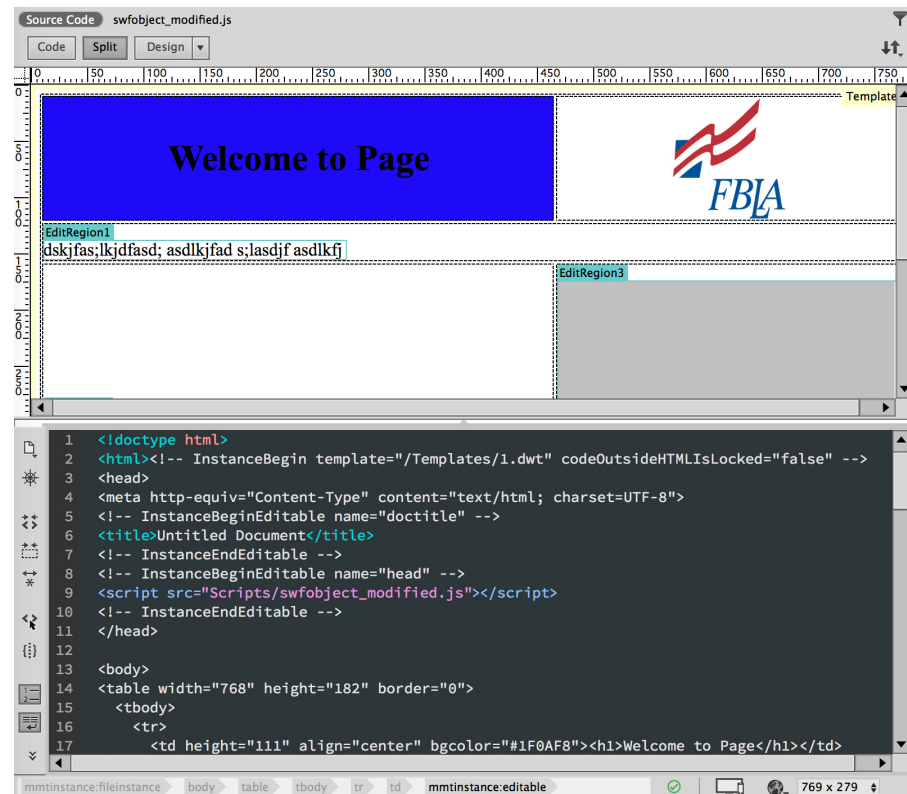 Source Code swfobject_modified.js
Code Split Design
0 50 100 150 200 250 300 350 400 450 500 550 600 650 700 750
0
50
100
150
200
250
Template
Welcome to Page
FBLA
EditRegion1
dskjfas;lkjdfasd; asdlkjfad s;lasdjf asdlkfj
EditRegion3
1 <!doctype html>
2 <html><!-- InstanceBegin template="/Templates/1.dwt" codeOutsideHTMLIsLocked="false" -->
3 <head>
4 <meta http-equiv="Content-Type" content="text/html; charset=UTF-8">
5 <!-- InstanceBeginEditable name="doctitle" -->
6 <title>Untitled Document</title>
7 <!-- InstanceEndEditable -->
8 <!-- InstanceBeginEditable name="head" -->
9 <script src="Scripts/swfobject_modified.js"></script>
10 <!-- InstanceEndEditable -->
11 </head>
12
13 <body>
14 <table width="768" height="182" border="0">
15 <tbody>
16 <tr>
17 <td height="111" align="center" bgcolor="#1F0AF8"><h1>Welcome to Page</h1></td>
mmtinstance:fileinstance body table tbody tr td mmtinstance:editable 769 x 279